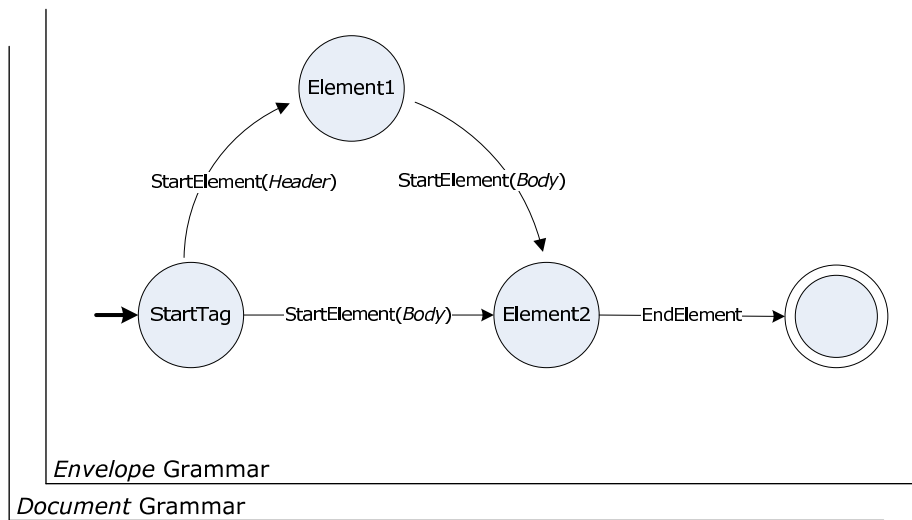 Element1
StartElement(Header)
StartElement(Body)
StartTag
StartElement(Body)
Element2
EndElement
Envelope Grammar
Document Grammar